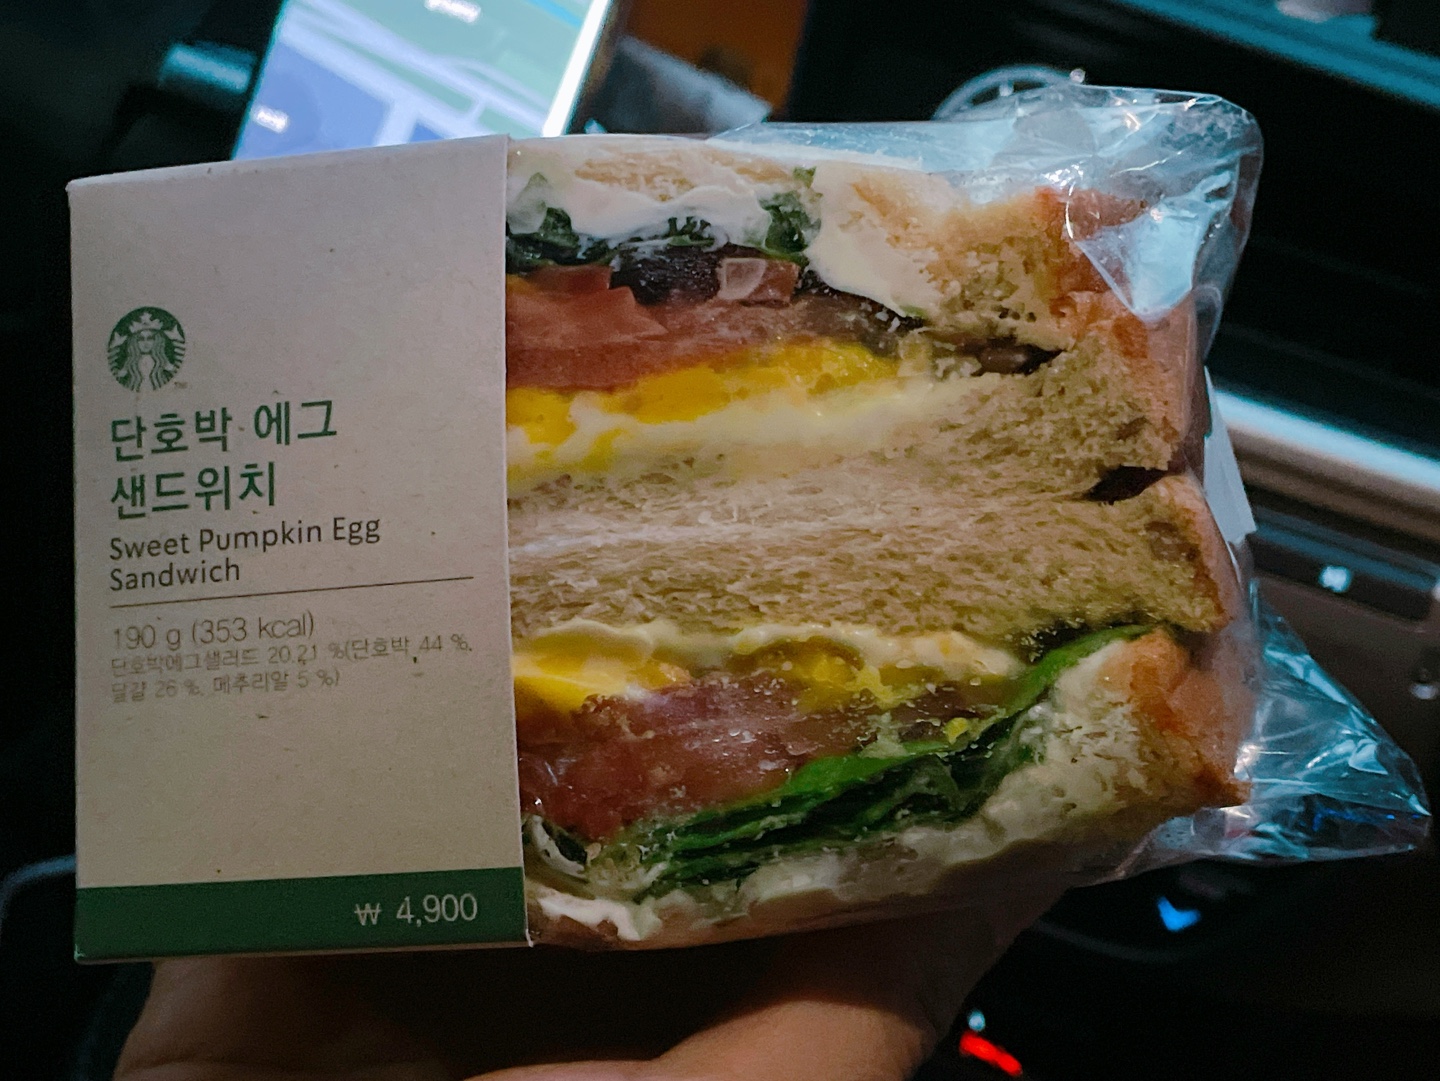 단호박 에그
샌드위치
Sweet Pumpkin Egg
Sandwich
190 g (353 kcal)
단호박에그샐러드 20.21 %(단호박 44 %,
달걀 26 %, 메추리알 5 %)
₩ 4,900